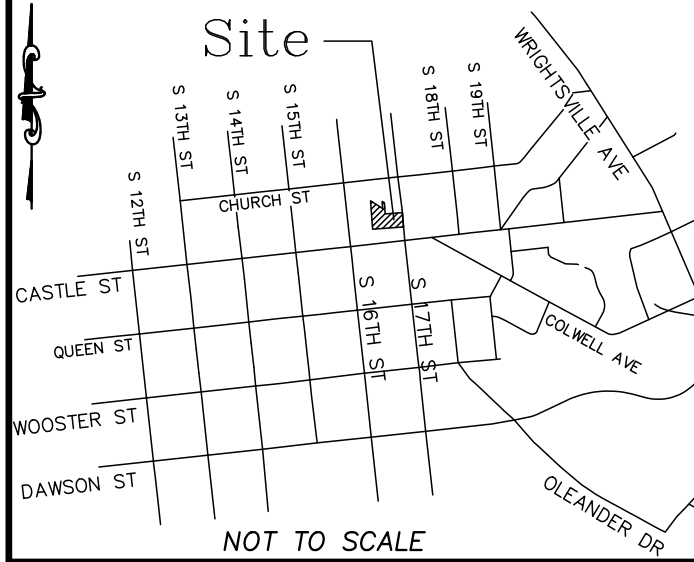 Site
S 12TH ST
S 13TH ST
S 14TH ST
S 15TH ST
S 18TH ST
S 19TH ST
WRIGHTSVILLE AVE
CHURCH ST
CASTLE ST
S 16TH ST
S 17TH ST
QUEEN ST
COLWELL AVE
WOOSTER ST
DAWSON ST
OLEANDER DR
NOT TO SCALE